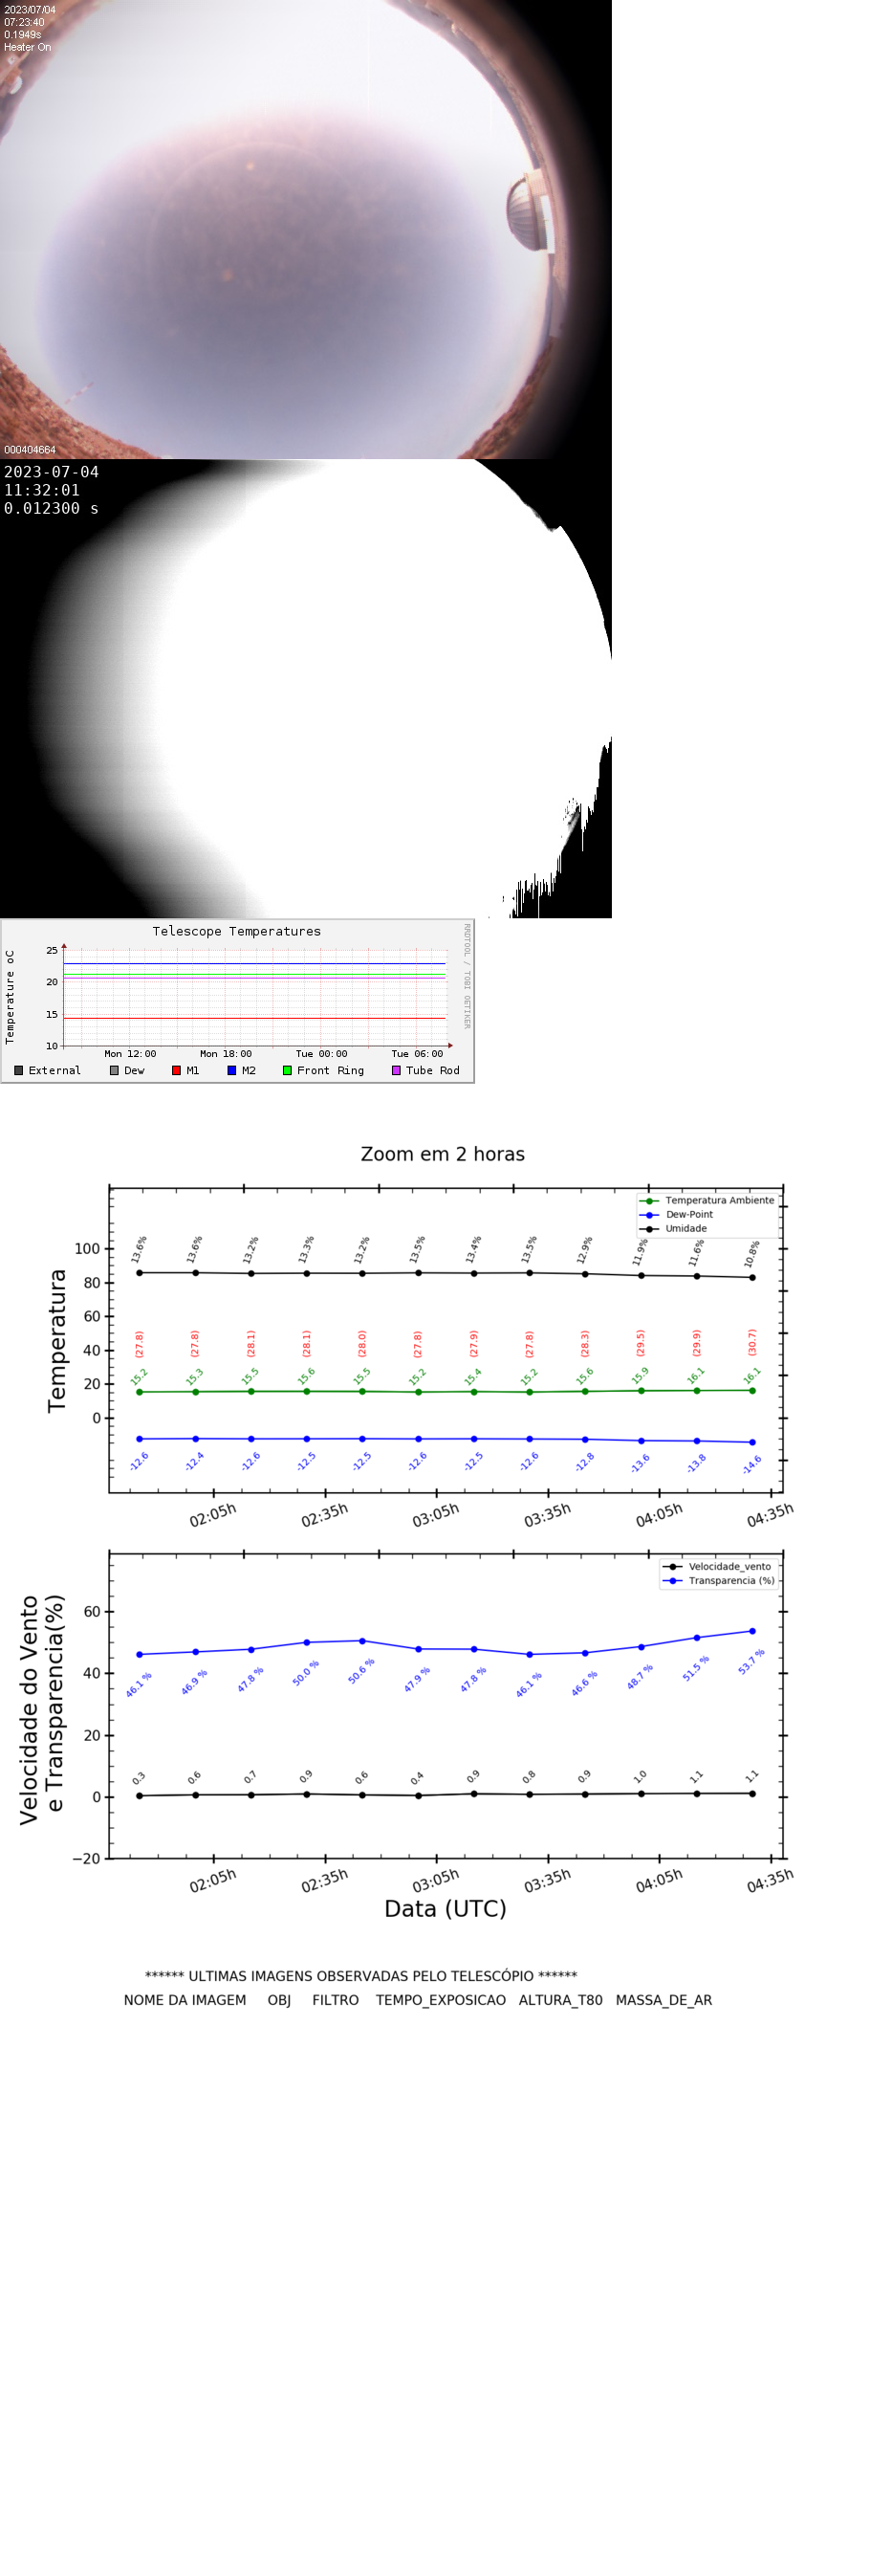 2023/07/04
07:23:40
0.1949s
Heater On
000404664
2023-07-04
11:32:01
0.012300 s
Telescope Temperatures
RRDTOOL / TOBI OETIKER
Temperature oC
25
20
15
10
Mon 12:00 Mon 18:00 Tue 00:00 Tue 06:00
External Dew M1 M2 Front Ring Tube Rod
Zoom em 2 horas
Temperatura Ambiente
Dew-Point
Umidade
Temperatura
100
80
60
40
20
0
13.6% 13.6% 13.2% 13.3% 13.2% 13.5% 13.4% 13.5% 12.9% 11.9% 11.6% 10.8%
(27.8) (27.8) (28.1) (28.1) (28.0) (27.8) (27.9) (27.8) (28.3) (29.5) (29.9) (30.7)
15.2 15.3 15.5 15.6 15.5 15.2 15.4 15.2 15.6 15.9 16.1 16.1
-12.6 -12.4 -12.6 -12.5 -12.5 -12.6 -12.5 -12.6 -12.8 -13.6 -13.8 -14.6
02:05h 02:35h 03:05h 03:35h 04:05h 04:35h
Velocidade_vento
Transparencia (%)
Velocidade do Vento
e Transparencia(%)
60
40
20
0
−20
46.1 % 46.9 % 47.8 % 50.0 % 50.6 % 47.9 % 47.8 % 46.1 % 46.6 % 48.7 % 51.5 % 53.7 %
0.3 0.6 0.7 0.9 0.6 0.4 0.9 0.8 0.9 1.0 1.1 1.1
02:05h 02:35h 03:05h 03:35h 04:05h 04:35h
Data (UTC)
****** ULTIMAS IMAGENS OBSERVADAS PELO TELESCÓPIO ******
NOME DA IMAGEM OBJ FILTRO TEMPO_EXPOSICAO ALTURA_T80 MASSA_DE_AR